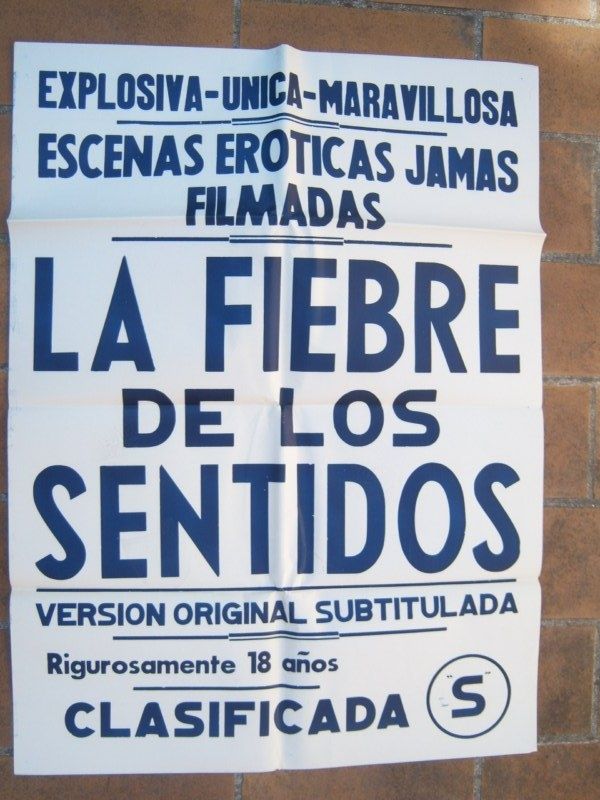 EXPLOSIVA-UNICA-MARAVILLOSA
ESCENAS EROTICAS JAMAS
FILMADAS
LA FIEBRE
DE LOS
SENTIDOS
VERSION ORIGINAL SUBTITULADA
Rigurosamente 18 años
CLASIFICADA "S"